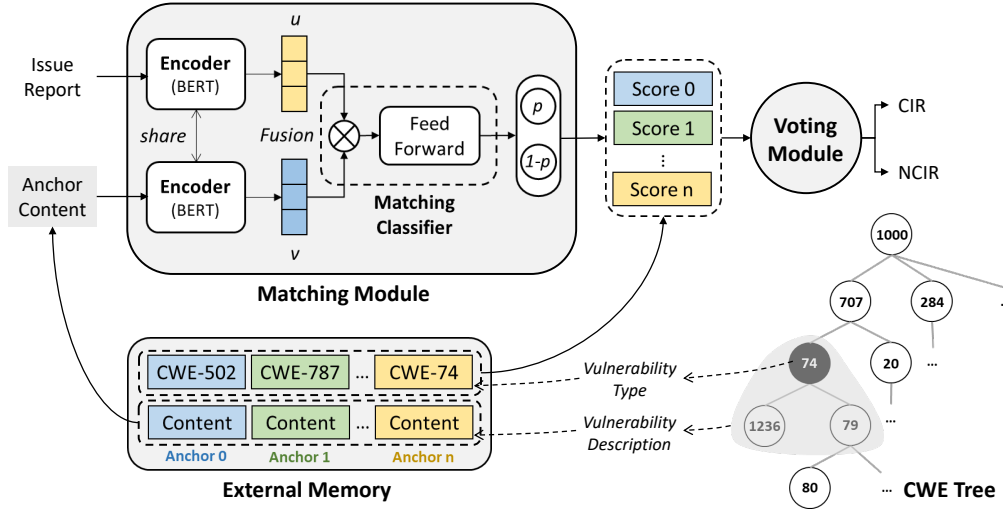 Issue
Report
Encoder
(BERT)
u
share
Fusion
Encoder
(BERT)
v
Anchor
Content
Feed
Forward
Matching
Classifier
p
1-p
Matching Module
Score 0
Score 1
...
Score n
Voting
Module
CIR
NCIR
CWE-502 CWE-787 ... CWE-74
Content Content ... Content
Anchor 0 Anchor 1 Anchor n
External Memory
Vulnerability
Type
Vulnerability
Description
1000
707 284
74 20 ...
1236 79 ...
80 ...
CWE Tree